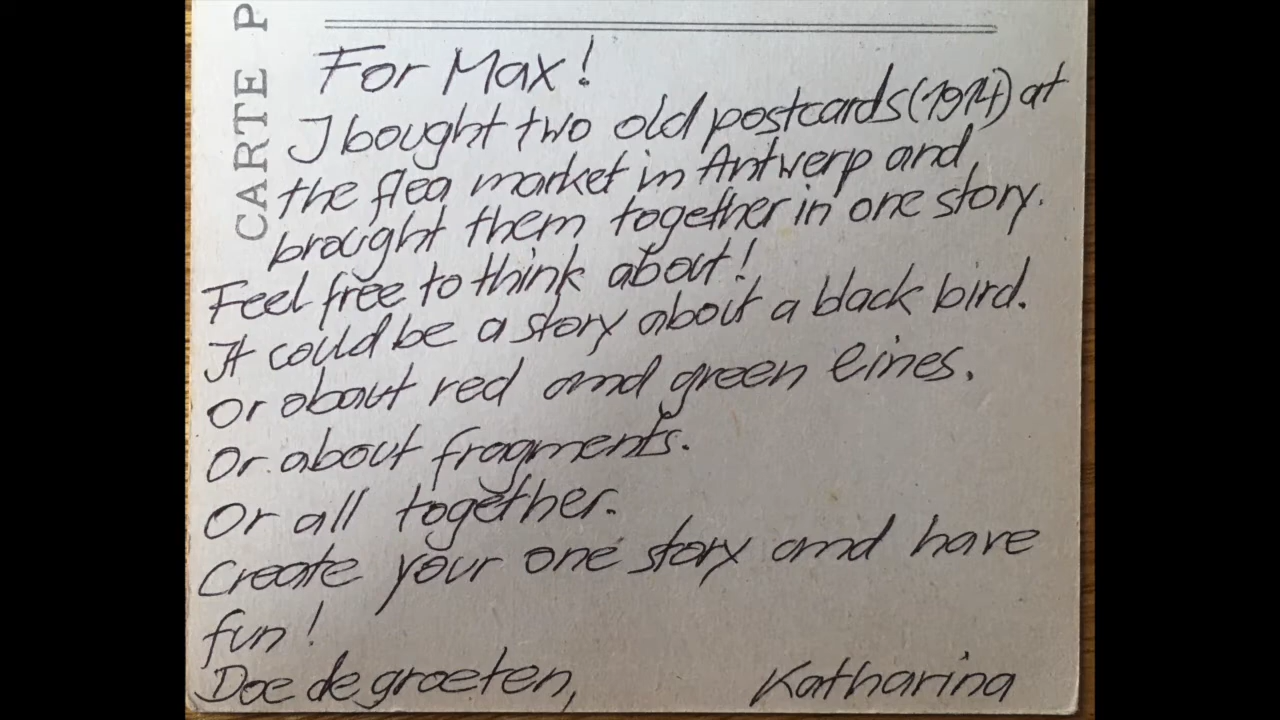 CARTE P
For Max!
I bought two old postcards (1914) at
the flea market in Antwerp and
brought them together in one story.
Feel free to think about!
It could be a story about a black bird.
Or about red and green lines.
Or about fragments.
Or all together.
Create your one story and have
fun!
Doe de groeten, Katharina